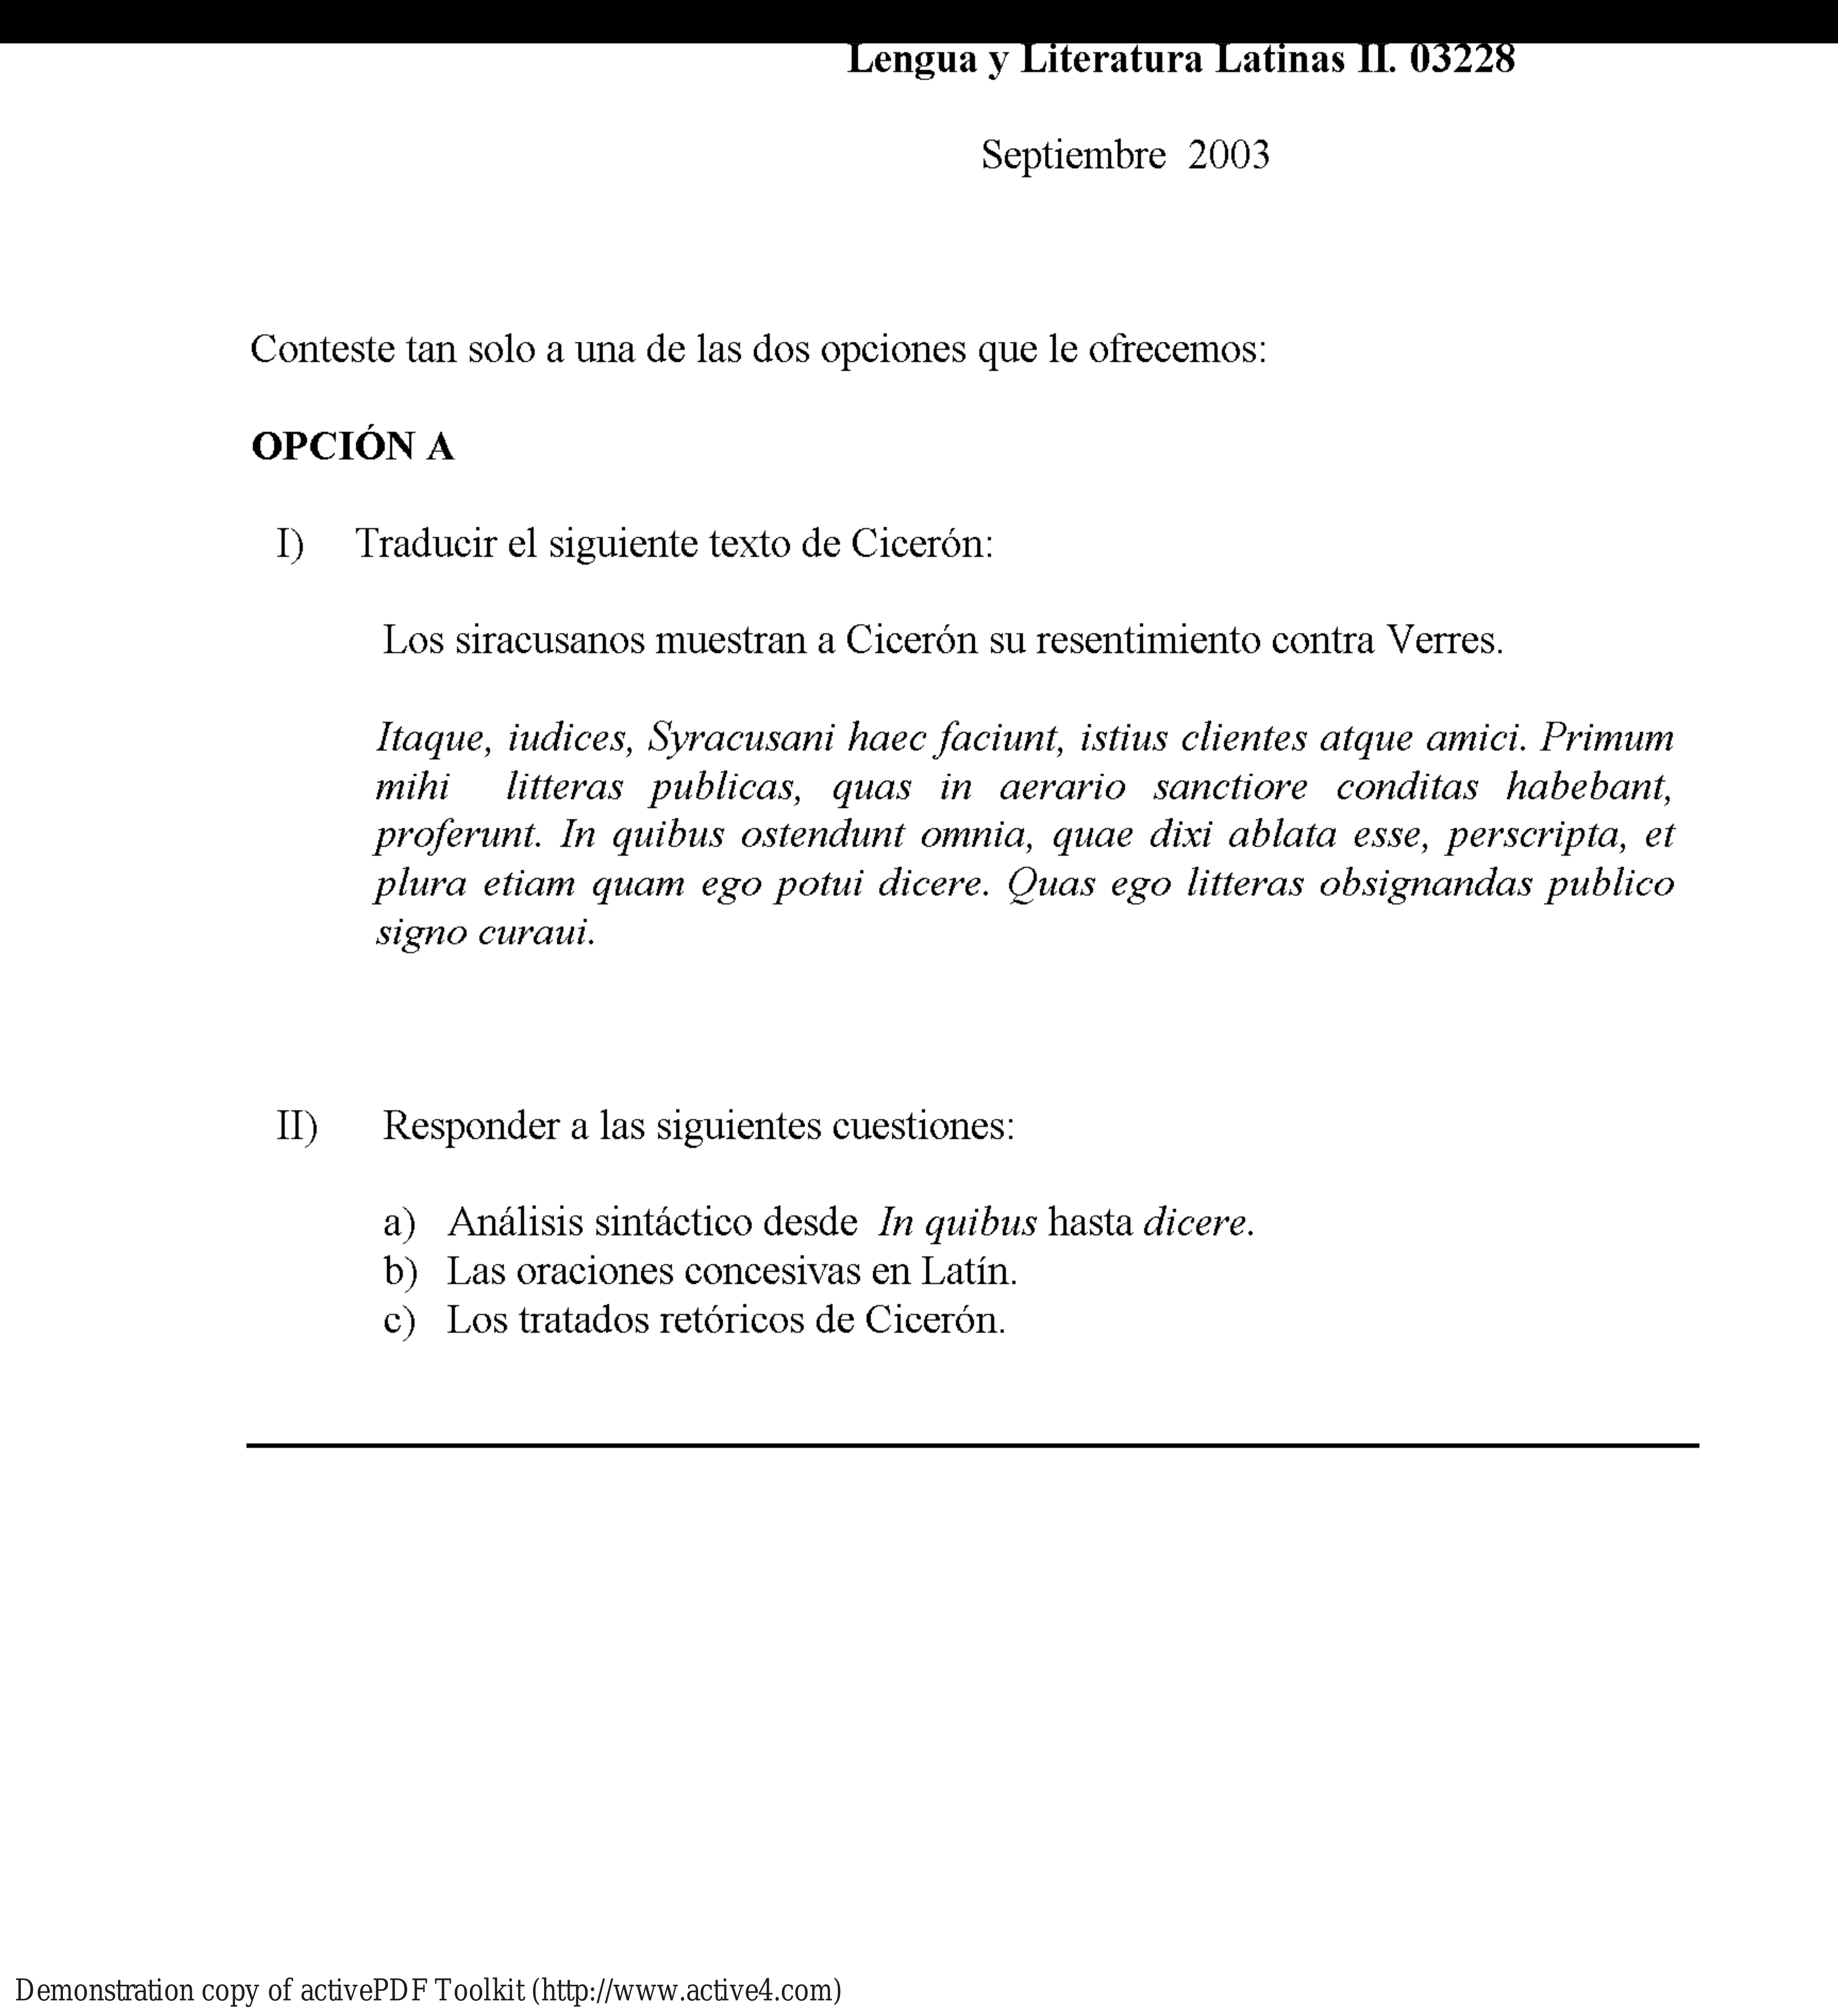 Lengua y Literatura Latinas II. 03228
Septiembre 2003
Conteste tan solo a una de las dos opciones que le ofrecemos:
OPCIÓN A
I) Traducir el siguiente texto de Cicerón:
Los siracusanos muestran a Cicerón su resentimiento contra Verres.
Itaque, iudices, Syracusani haec faciunt, istius clientes atque amici. Primum
mihi litteras publicas, quas in aerario sanctiore conditas habebant,
proferunt. In quibus ostendunt omnia, quae dixi ablata esse, perscripta, et
plura etiam quam ego potui dicere. Quas ego litteras obsignandas publico
signo curaui.
II) Responder a las siguientes cuestiones:
a) Análisis sintáctico desde In quibus hasta dicere.
b) Las oraciones concesivas en Latín.
c) Los tratados retóricos de Cicerón.
Demonstration copy of activePDF Toolkit (http://www.active4.com)